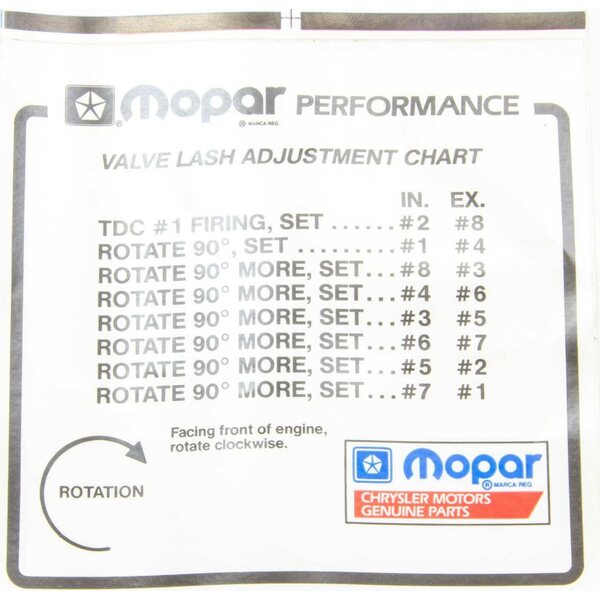 mopar PERFORMANCE
® ® MARCA REG.
VALVE LASH ADJUSTMENT CHART
IN. EX.
TDC #1 FIRING, SET ...... #2 #8
ROTATE 90°, SET ......... #1 #4
ROTATE 90° MORE, SET... #8 #3
ROTATE 90° MORE, SET... #4 #6
ROTATE 90° MORE, SET... #3 #5
ROTATE 90° MORE, SET... #6 #7
ROTATE 90° MORE, SET... #5 #2
ROTATE 90° MORE, SET... #7 #1
Facing front of engine,
rotate clockwise.
ROTATION
mopar
® MARCA REG.
CHRYSLER MOTORS
GENUINE PARTS